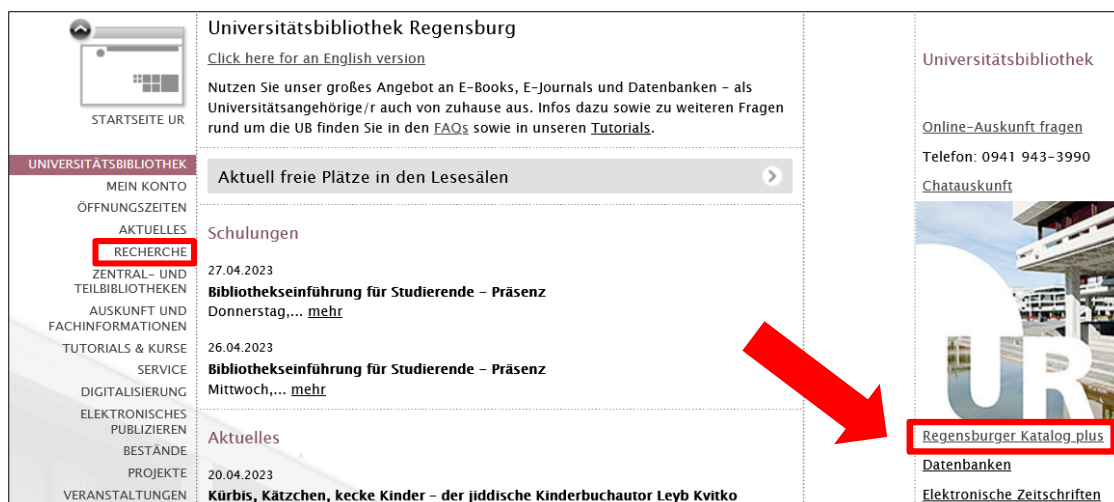 STARTSEITE UR
UNIVERSITÄTSBIBLIOTHEK
MEIN KONTO
ÖFFNUNGSZEITEN
AKTUELLES
RECHERCHE
ZENTRAL- UND
TEILBIBLIOTHEKEN
AUSKUNFT UND
FACHINFORMATIONEN
TUTORIALS & KURSE
SERVICE
DIGITALISIERUNG
ELEKTRONISCHES
PUBLIZIEREN
BESTÄNDE
PROJEKTE
VERANSTALTUNGEN
Universitätsbibliothek Regensburg
Click here for an English version
Nutzen Sie unser großes Angebot an E-Books, E-Journals und Datenbanken – als
Universitätsangehörige/r auch von zuhause aus. Infos dazu sowie zu weiteren Fragen
rund um die UB finden Sie in den FAQs sowie in unseren Tutorials.
Aktuell freie Plätze in den Lesesälen
Schulungen
27.04.2023
Bibliothekseinführung für Studierende – Präsenz
Donnerstag,... mehr
26.04.2023
Bibliothekseinführung für Studierende – Präsenz
Mittwoch,... mehr
Aktuelles
20.04.2023
Kürbis, Kätzchen, kecke Kinder – der jiddische Kinderbuchautor Leyb Kvitko
Universitätsbibliothek
Online-Auskunft fragen
Telefon: 0941 943-3990
Chatauskunft
UR
Regensburger Katalog plus
Datenbanken
Elektronische Zeitschriften